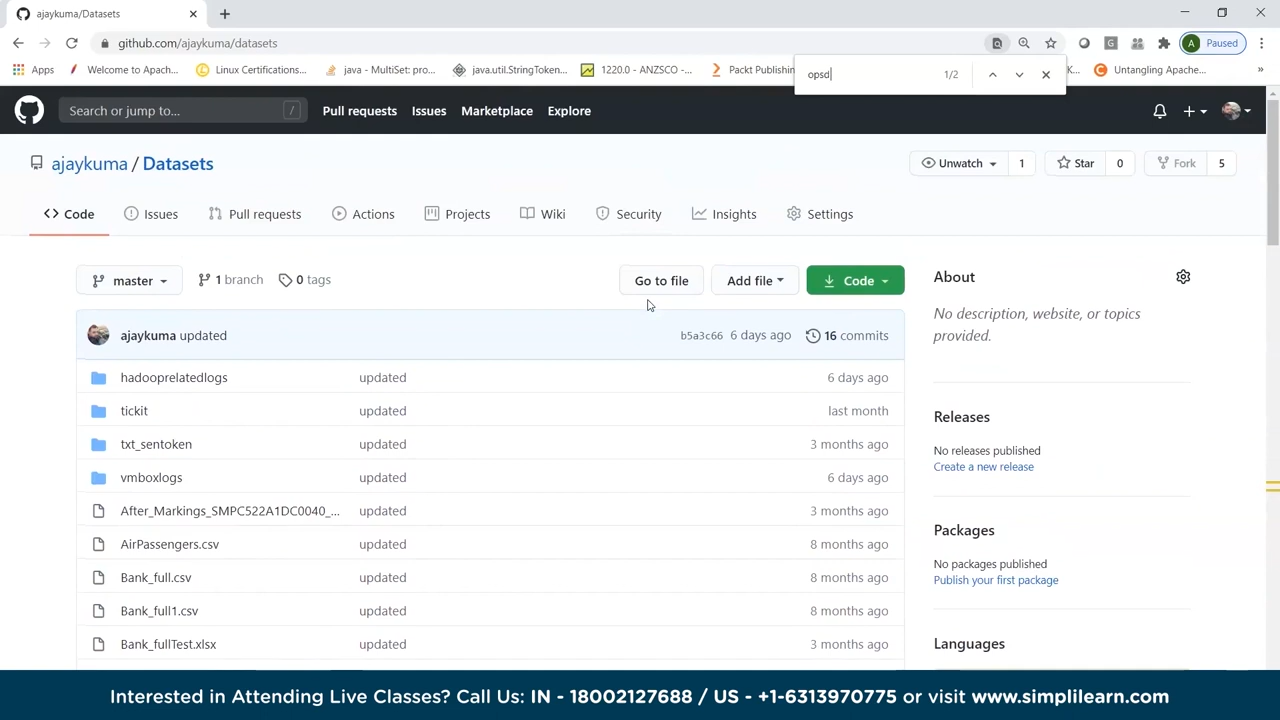 ajaykuma/Datasets
github.com/ajaykuma/datasets
A Paused
Apps Welcome to Apach... Linux Certifications... java - MultiSet: pro... java.util.StringToken... 1220.0 - ANZSCO -... Packt Publishin K... Untangling Apache... »
opsd 1/2
Search or jump to... / Pull requests Issues Marketplace Explore
ajaykuma / Datasets
Unwatch 1 Star 0 Fork 5
Code Issues Pull requests Actions Projects Wiki Security Insights Settings
master 1 branch 0 tags Go to file Add file Code
ajaykuma updated b5a3c66 6 days ago 16 commits
hadooprelatedlogs updated 6 days ago
tickit updated last month
txt_sentoken updated 3 months ago
vmboxlogs updated 6 days ago
After_Markings_SMPC522A1DC0040_... updated 3 months ago
AirPassengers.csv updated 8 months ago
Bank_full.csv updated 8 months ago
Bank_full1.csv updated 8 months ago
Bank_fullTest.xlsx updated 3 months ago
About
No description, website, or topics
provided.
Releases
No releases published
Create a new release
Packages
No packages published
Publish your first package
Languages
Interested in Attending Live Classes? Call Us: IN - 18002127688 / US - +1-6313970775 or visit www.simplilearn.com